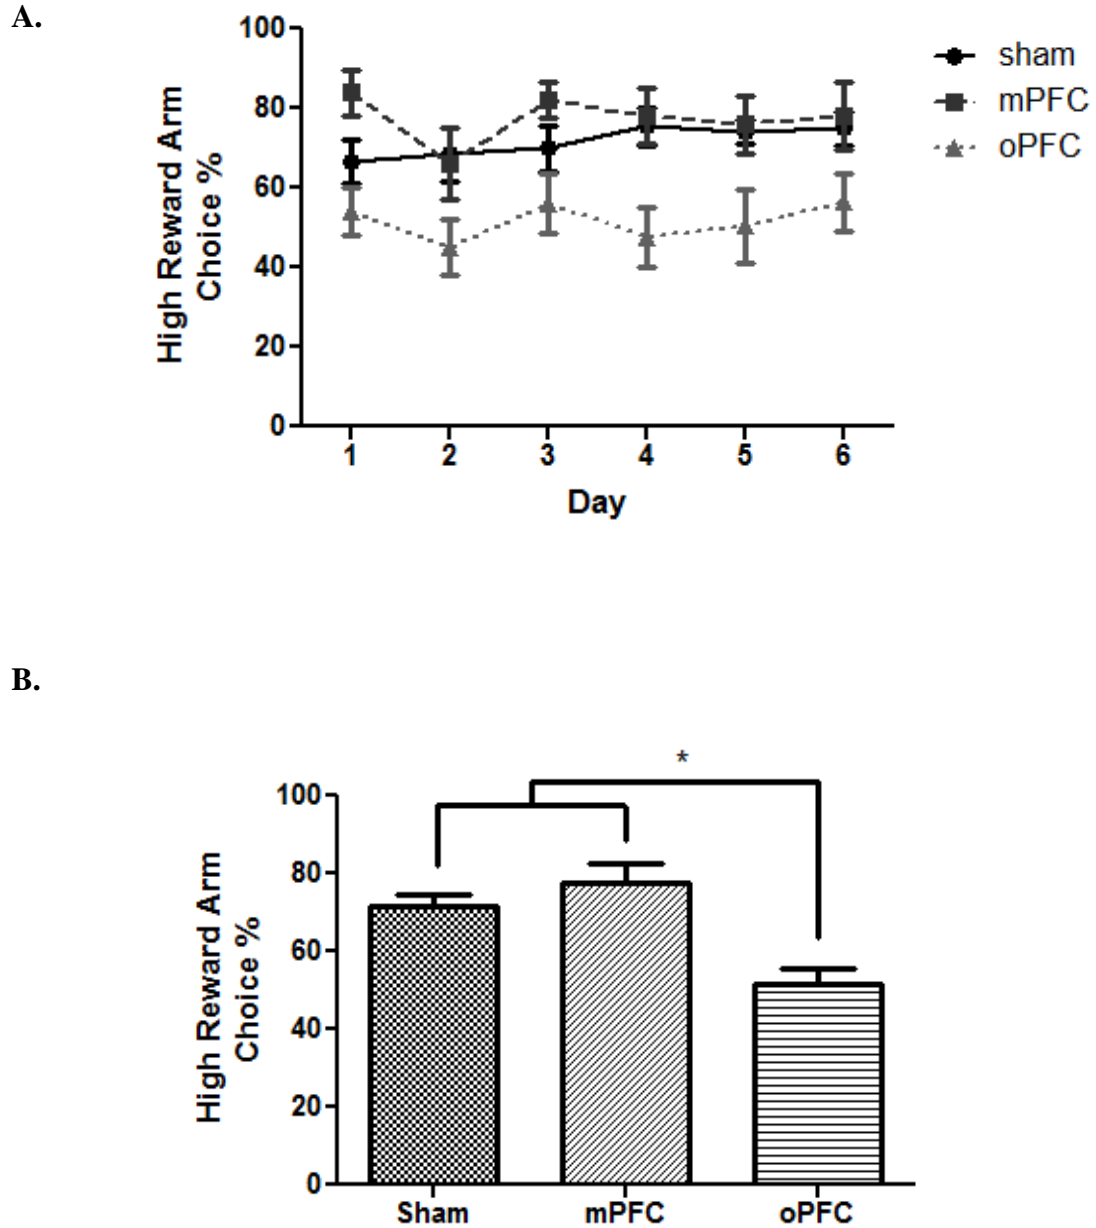 A.
100
80
60
40
20
0
High Reward Arm
Choice %
1 2 3 4 5 6
Day
sham
mPFC
oPFC
B.
*
100
80
60
40
20
0
High Reward Arm
Choice %
Sham mPFC oPFC